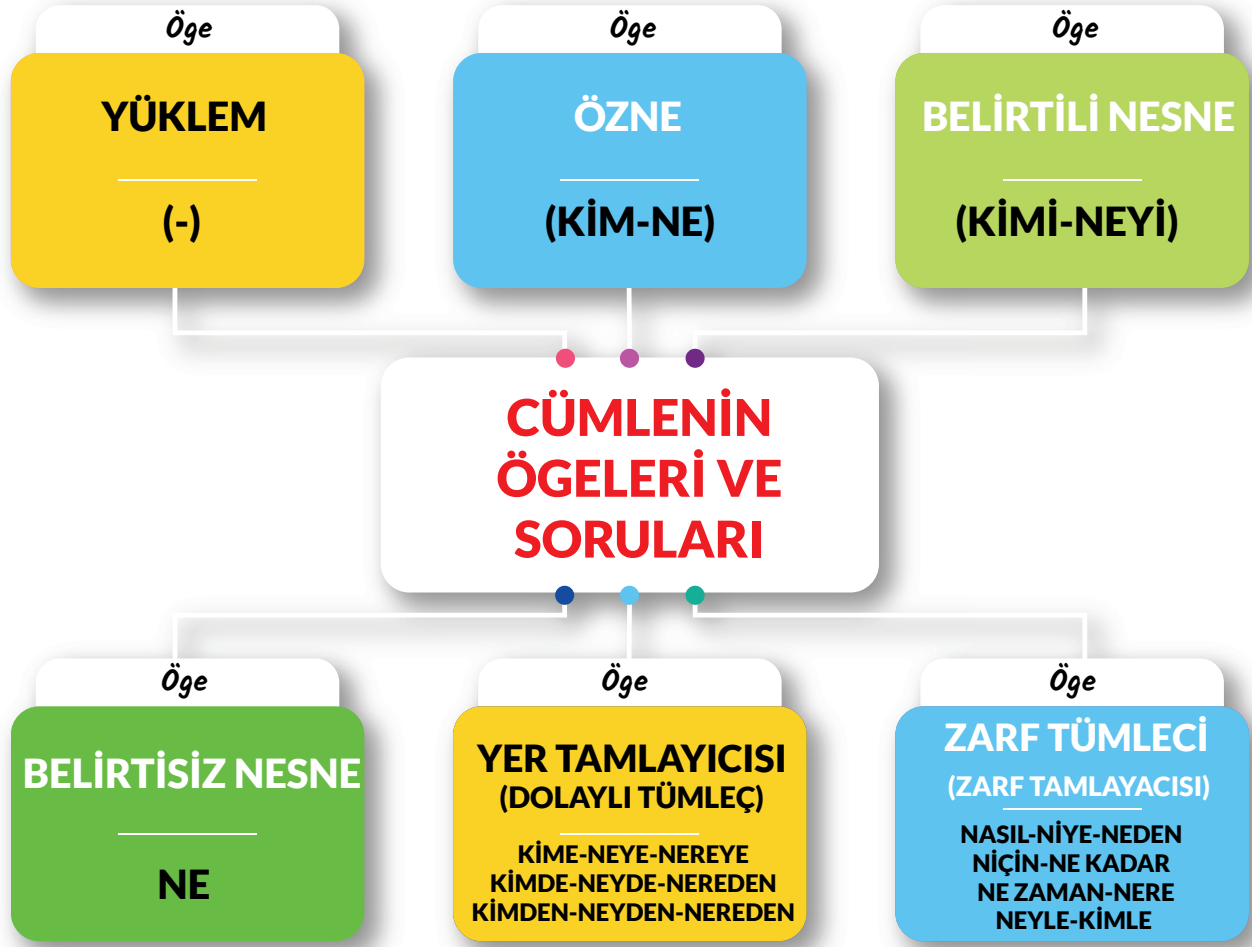 Öge
YÜKLEM
(-)
Öge
ÖZNE
(KİM-NE)
Öge
BELİRTİLİ NESNE
(KİMİ-NEYİ)
CÜMLENİN
ÖGELERİ VE
SORULARI
Öge
BELİRTİSİZ NESNE
NE
Öge
YER TAMLAYICISI
(DOLAYLI TÜMLEÇ)
KİME-NEYE-NEREYE
KİMDE-NEYDE-NEREDEN
KİMDEN-NEYDEN-NEREDEN
Öge
ZARF TÜMLECİ
(ZARF TAMLAYACISI)
NASIL-NİYE-NEDEN
NİÇİN-NE KADAR
NE ZAMAN-NERE
NEYLE-KİMLE